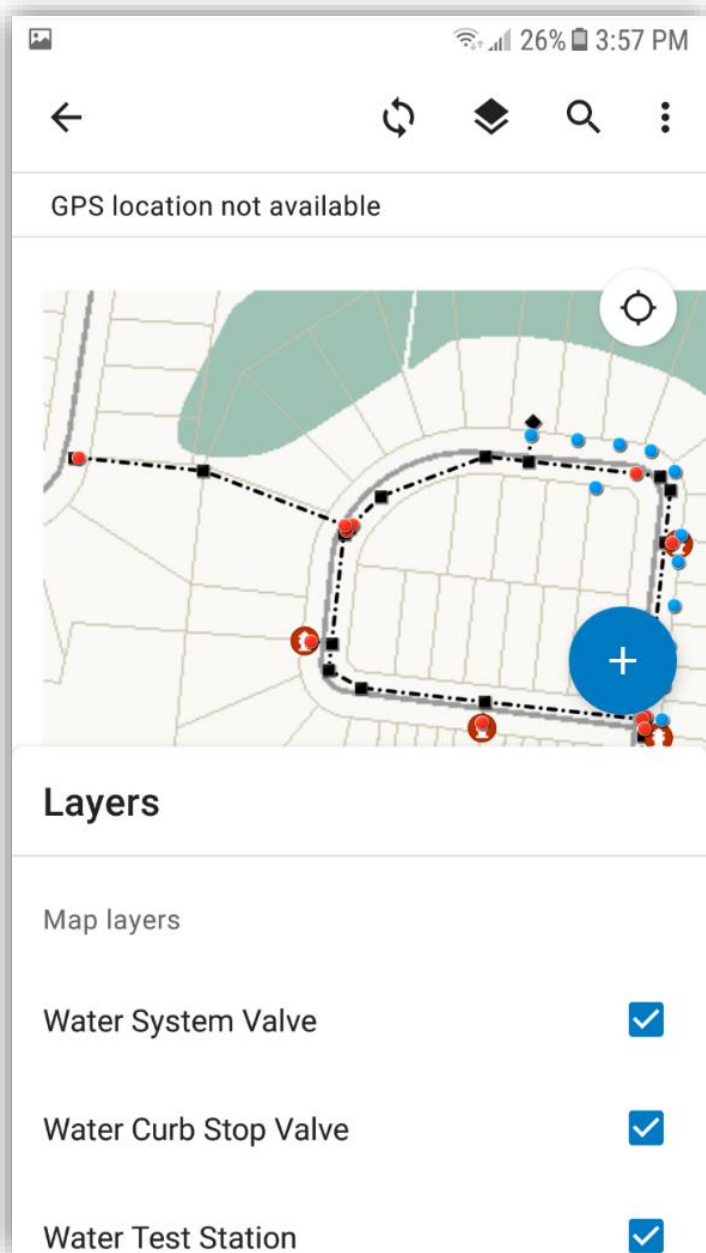 26% 3:57 PM
GPS location not available
+
Layers
Map layers
Water System Valve
Water Curb Stop Valve
Water Test Station